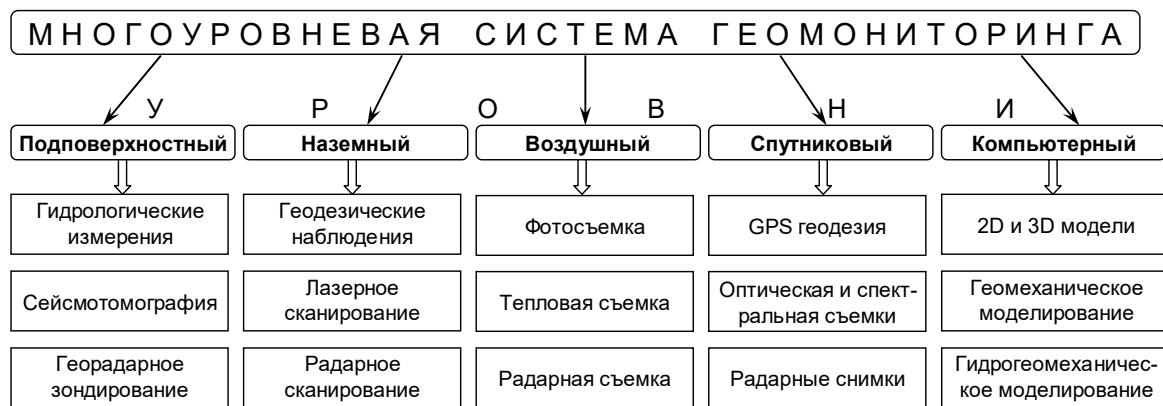 МНОГОУРОВНЕВАЯ СИСТЕМА ГЕОМОНИТОРИНГА
У Р О В Н И
Подповерхностный
Наземный
Воздушный
Спутниковый
Компьютерный
Гидрологические
измерения
Геодезические
наблюдения
Фотосъемка
GPS геодезия
2D и 3D модели
Сейсмотомография
Лазерное
сканирование
Тепловая съемка
Оптическая и спект-
ральная съемки
Геомеханическое
моделирование
Георадарное
зондирование
Радарное
сканирование
Радарная съемка
Радарные снимки
Гидрогеомеханичес-
кое моделирование